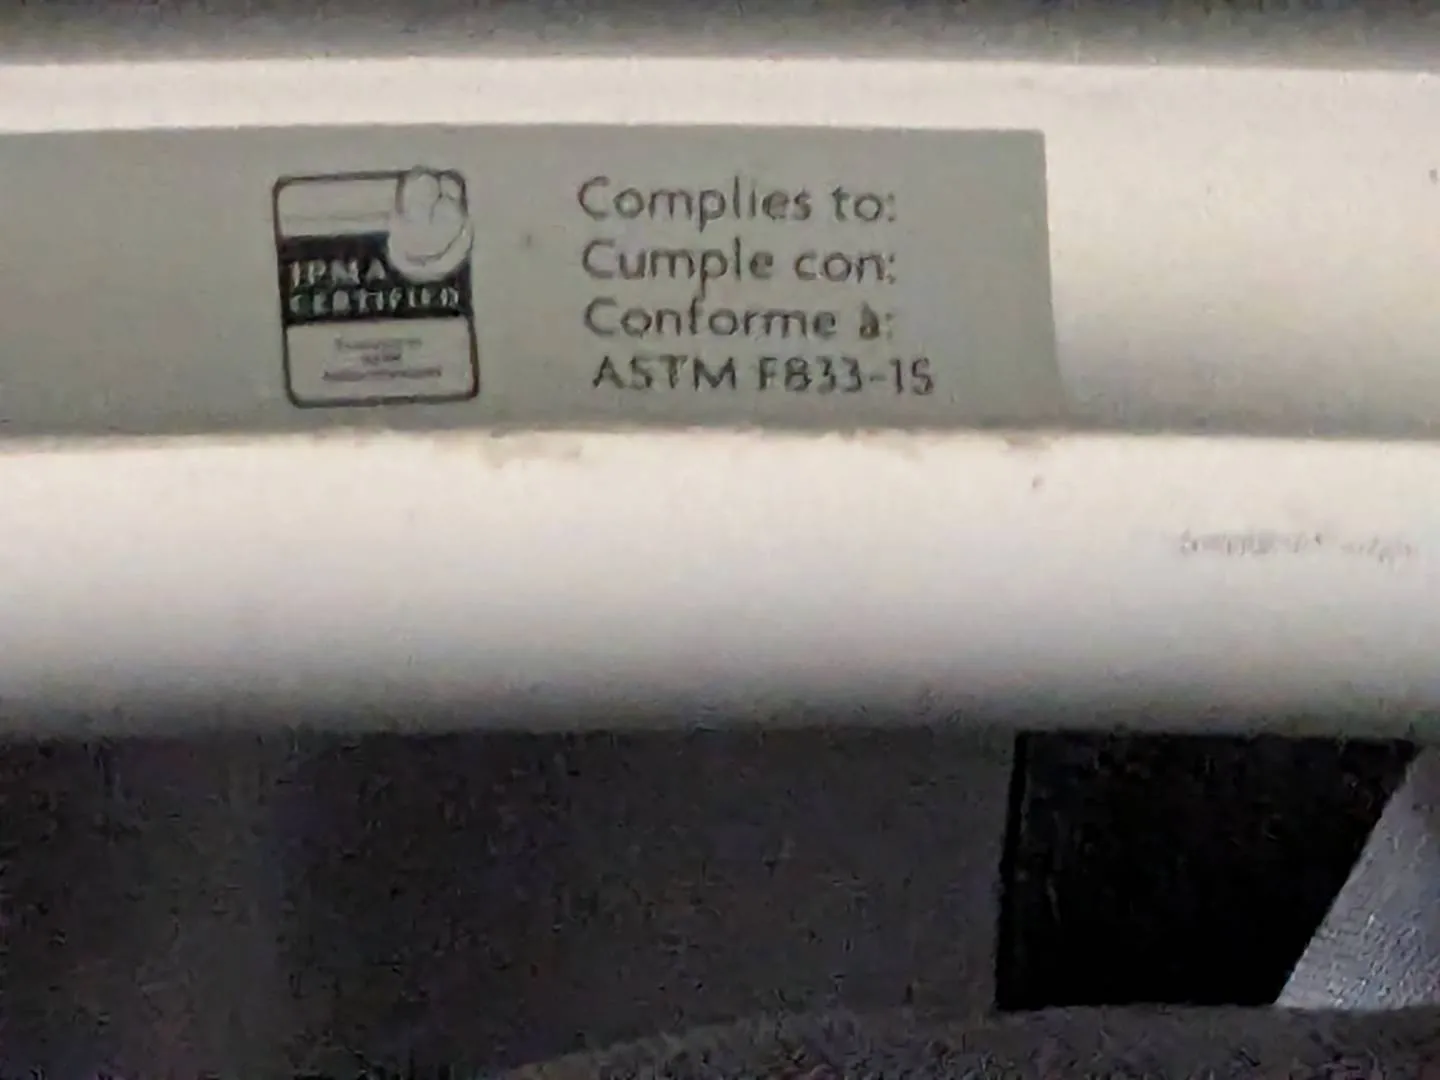 JPMA
CERTIFIED
Complies to:
Cumple con:
Conforme à:
ASTM F833-15